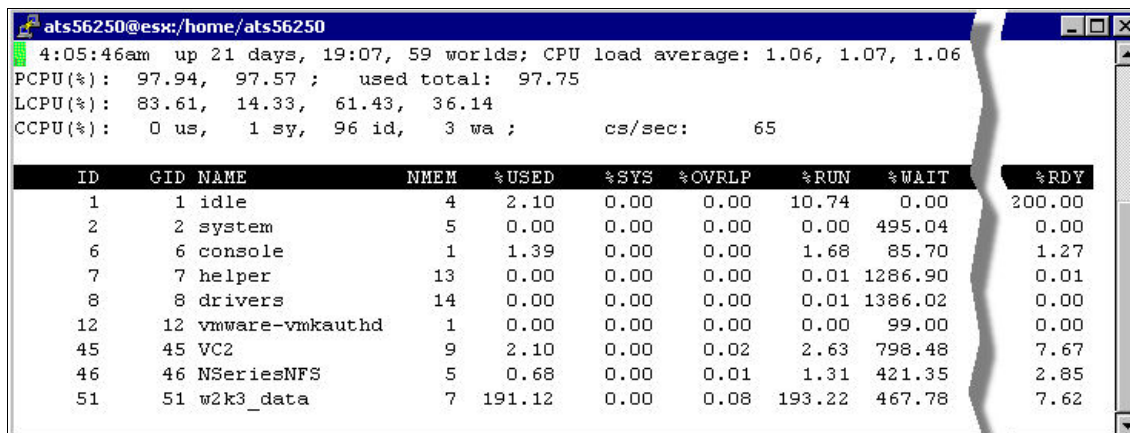 ats56250@esx:/home/ats56250
4:05:46am up 21 days, 19:07, 59 worlds; CPU load average: 1.06, 1.07, 1.06
PCPU(%): 97.94, 97.57 ; used total: 97.75
LCPU(%): 83.61, 14.33, 61.43, 36.14
CCPU(%): 0 us, 1 sy, 96 id, 3 wa ; cs/sec: 65
ID GID NAME NMEM %USED %SYS %OVRLP %RUN %WAIT %RDY
1 1 idle 4 2.10 0.00 0.00 10.74 0.00 200.00
2 2 system 5 0.00 0.00 0.00 0.00 495.04 0.00
6 6 console 1 1.39 0.00 0.00 1.68 85.70 1.27
7 7 helper 13 0.00 0.00 0.00 0.01 1286.90 0.01
8 8 drivers 14 0.00 0.00 0.00 0.01 1386.02 0.00
12 12 vmware-vmkauthd 1 0.00 0.00 0.00 0.00 99.00 0.00
45 45 VC2 9 2.10 0.00 0.02 2.63 798.48 7.67
46 46 NSeriesNFS 5 0.68 0.00 0.01 1.31 421.35 2.85
51 51 w2k3_data 7 191.12 0.00 0.08 193.22 467.78 7.62